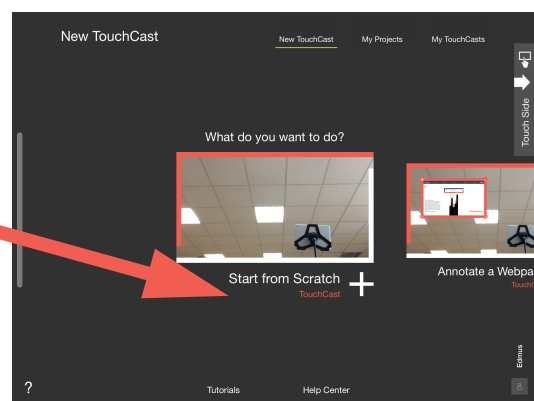 New TouchCast
New TouchCast My Projects My TouchCasts
Touch Side
What do you want to do?
Start from Scratch
TouchCast
Annotate a Webpa
TouchC
Edmus
?
Tutorials Help Center